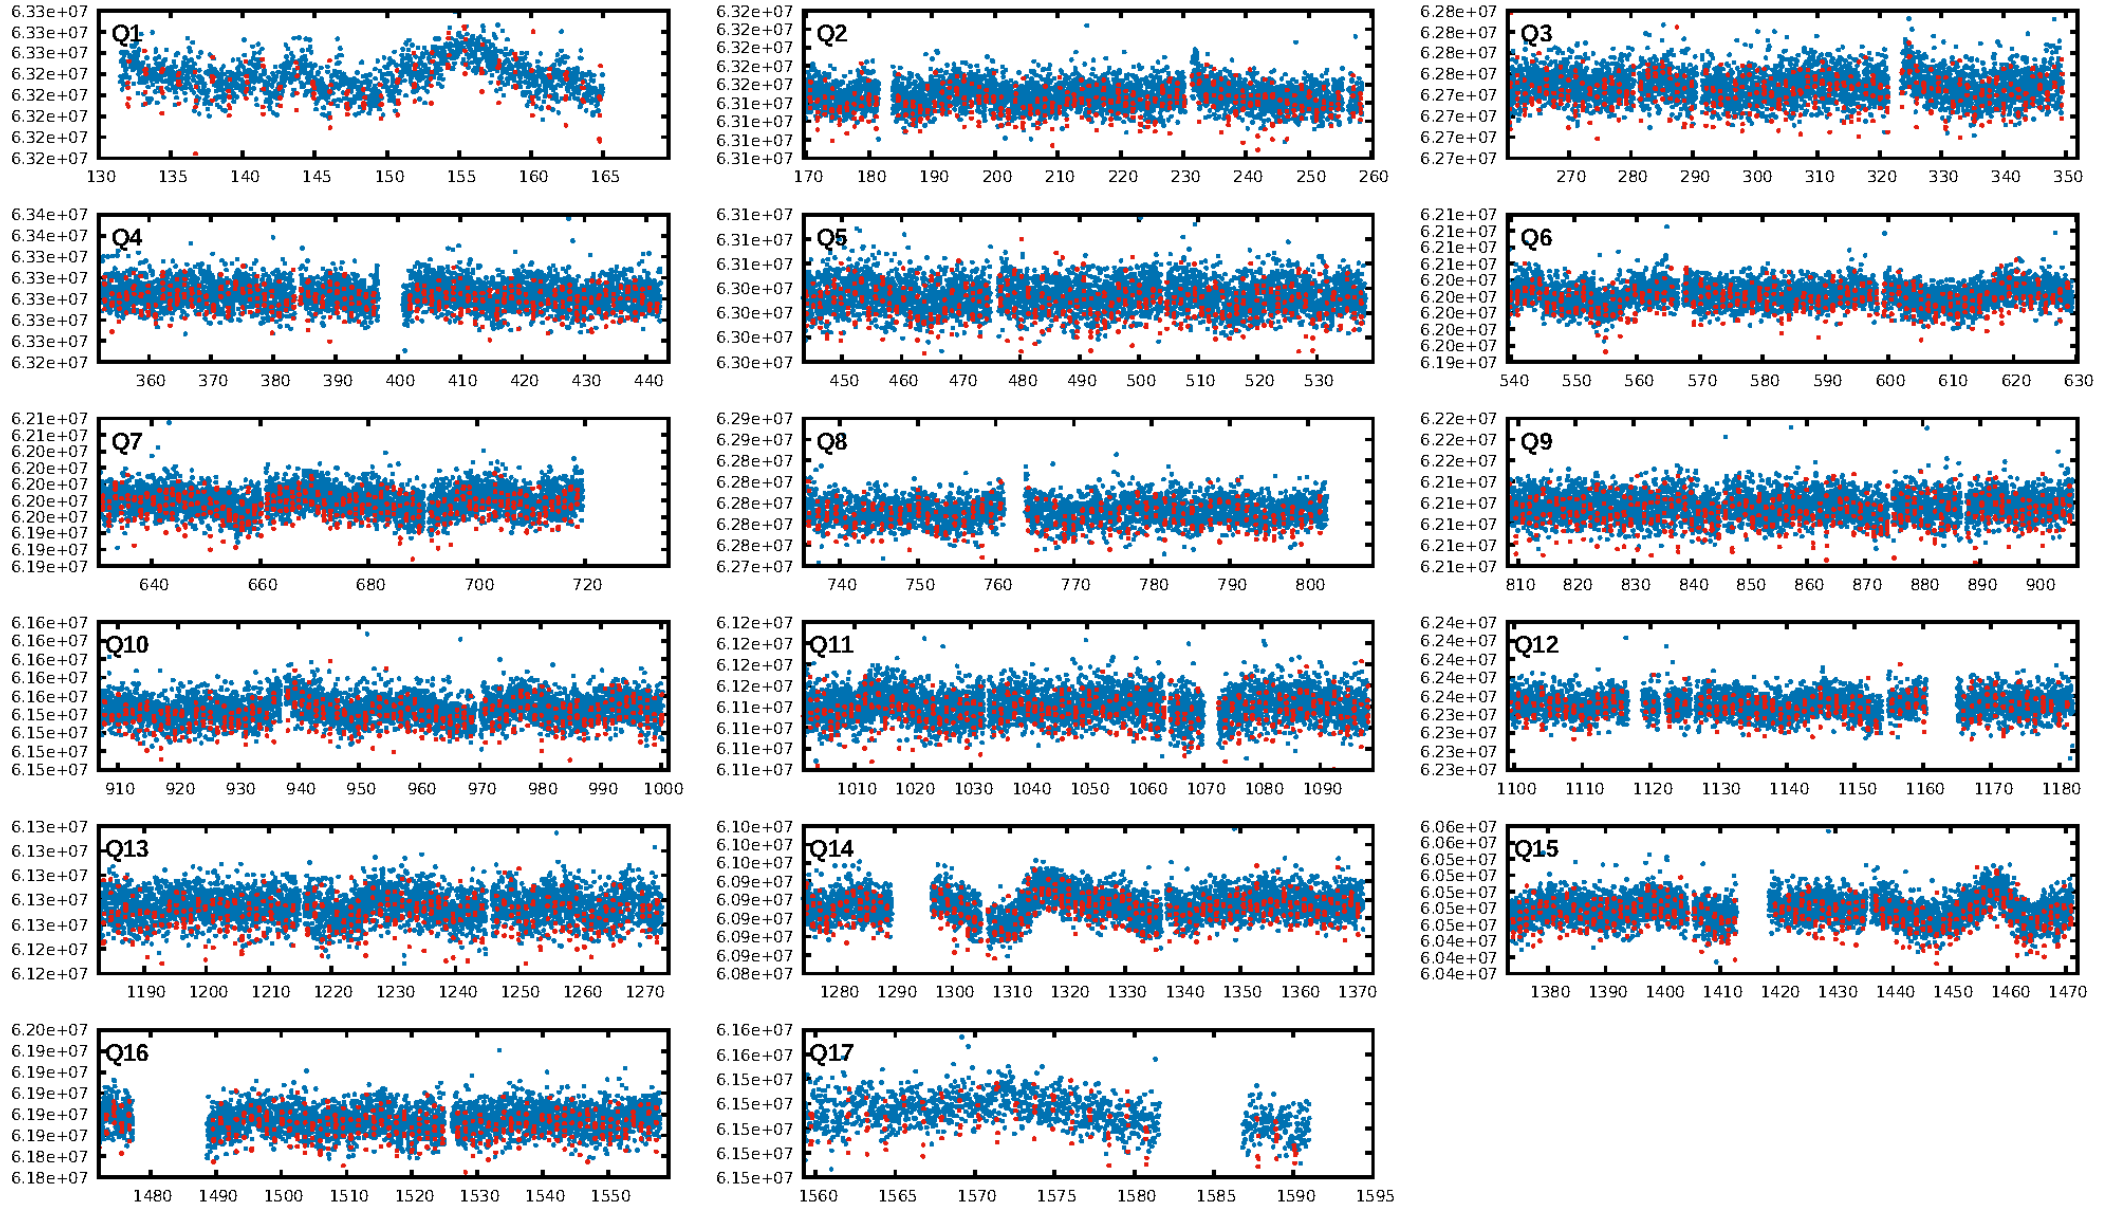 6.33e+07
6.33e+07
6.33e+07
6.32e+07
6.32e+07
6.32e+07
6.32e+07
6.32e+07
Q1
130 135 140 145 150 155 160 165
6.32e+07
6.32e+07
6.32e+07
6.32e+07
6.32e+07
6.31e+07
6.31e+07
6.31e+07
6.31e+07
Q2
170 180 190 200 210 220 230 240 250 260
6.28e+07
6.28e+07
6.28e+07
6.28e+07
6.27e+07
6.27e+07
6.27e+07
6.27e+07
Q3
270 280 290 300 310 320 330 340 350
6.34e+07
6.34e+07
6.33e+07
6.33e+07
6.33e+07
6.33e+07
6.33e+07
6.32e+07
Q4
360 370 380 390 400 410 420 430 440
6.31e+07
6.31e+07
6.31e+07
6.30e+07
6.30e+07
6.30e+07
6.30e+07
Q5
450 460 470 480 490 500 510 520 530
6.21e+07
6.21e+07
6.21e+07
6.21e+07
6.20e+07
6.20e+07
6.20e+07
6.20e+07
6.20e+07
6.19e+07
Q6
540 550 560 570 580 590 600 610 620 630
6.21e+07
6.21e+07
6.20e+07
6.20e+07
6.20e+07
6.20e+07
6.20e+07
6.19e+07
6.19e+07
6.19e+07
Q7
640 660 680 700 720
6.29e+07
6.29e+07
6.28e+07
6.28e+07
6.28e+07
6.28e+07
6.28e+07
6.27e+07
Q8
740 750 760 770 780 790 800
6.22e+07
6.22e+07
6.22e+07
6.21e+07
6.21e+07
6.21e+07
6.21e+07
6.21e+07
Q9
810 820 830 840 850 860 870 880 890 900
6.16e+07
6.16e+07
6.16e+07
6.16e+07
6.16e+07
6.15e+07
6.15e+07
6.15e+07
6.15e+07
Q10
910 920 930 940 950 960 970 980 990 1000
6.12e+07
6.12e+07
6.12e+07
6.12e+07
6.11e+07
6.11e+07
6.11e+07
6.11e+07
Q11
1010 1020 1030 1040 1050 1060 1070 1080 1090
6.24e+07
6.24e+07
6.24e+07
6.24e+07
6.24e+07
6.23e+07
6.23e+07
6.23e+07
6.23e+07
Q12
1100 1110 1120 1130 1140 1150 1160 1170 1180
6.13e+07
6.13e+07
6.13e+07
6.13e+07
6.13e+07
6.12e+07
6.12e+07
Q13
1190 1200 1210 1220 1230 1240 1250 1260 1270
6.10e+07
6.10e+07
6.10e+07
6.09e+07
6.09e+07
6.09e+07
6.09e+07
6.09e+07
6.08e+07
Q14
1280 1290 1300 1310 1320 1330 1340 1350 1360 1370
6.06e+07
6.06e+07
6.05e+07
6.05e+07
6.05e+07
6.05e+07
6.05e+07
6.04e+07
6.04e+07
6.04e+07
Q15
1380 1390 1400 1410 1420 1430 1440 1450 1460 1470
6.20e+07
6.19e+07
6.19e+07
6.19e+07
6.19e+07
6.19e+07
6.18e+07
6.18e+07
Q16
1480 1490 1500 1510 1520 1530 1540 1550
6.16e+07
6.16e+07
6.15e+07
6.15e+07
6.15e+07
6.15e+07
6.15e+07
Q17
1560 1565 1570 1575 1580 1585 1590 1595